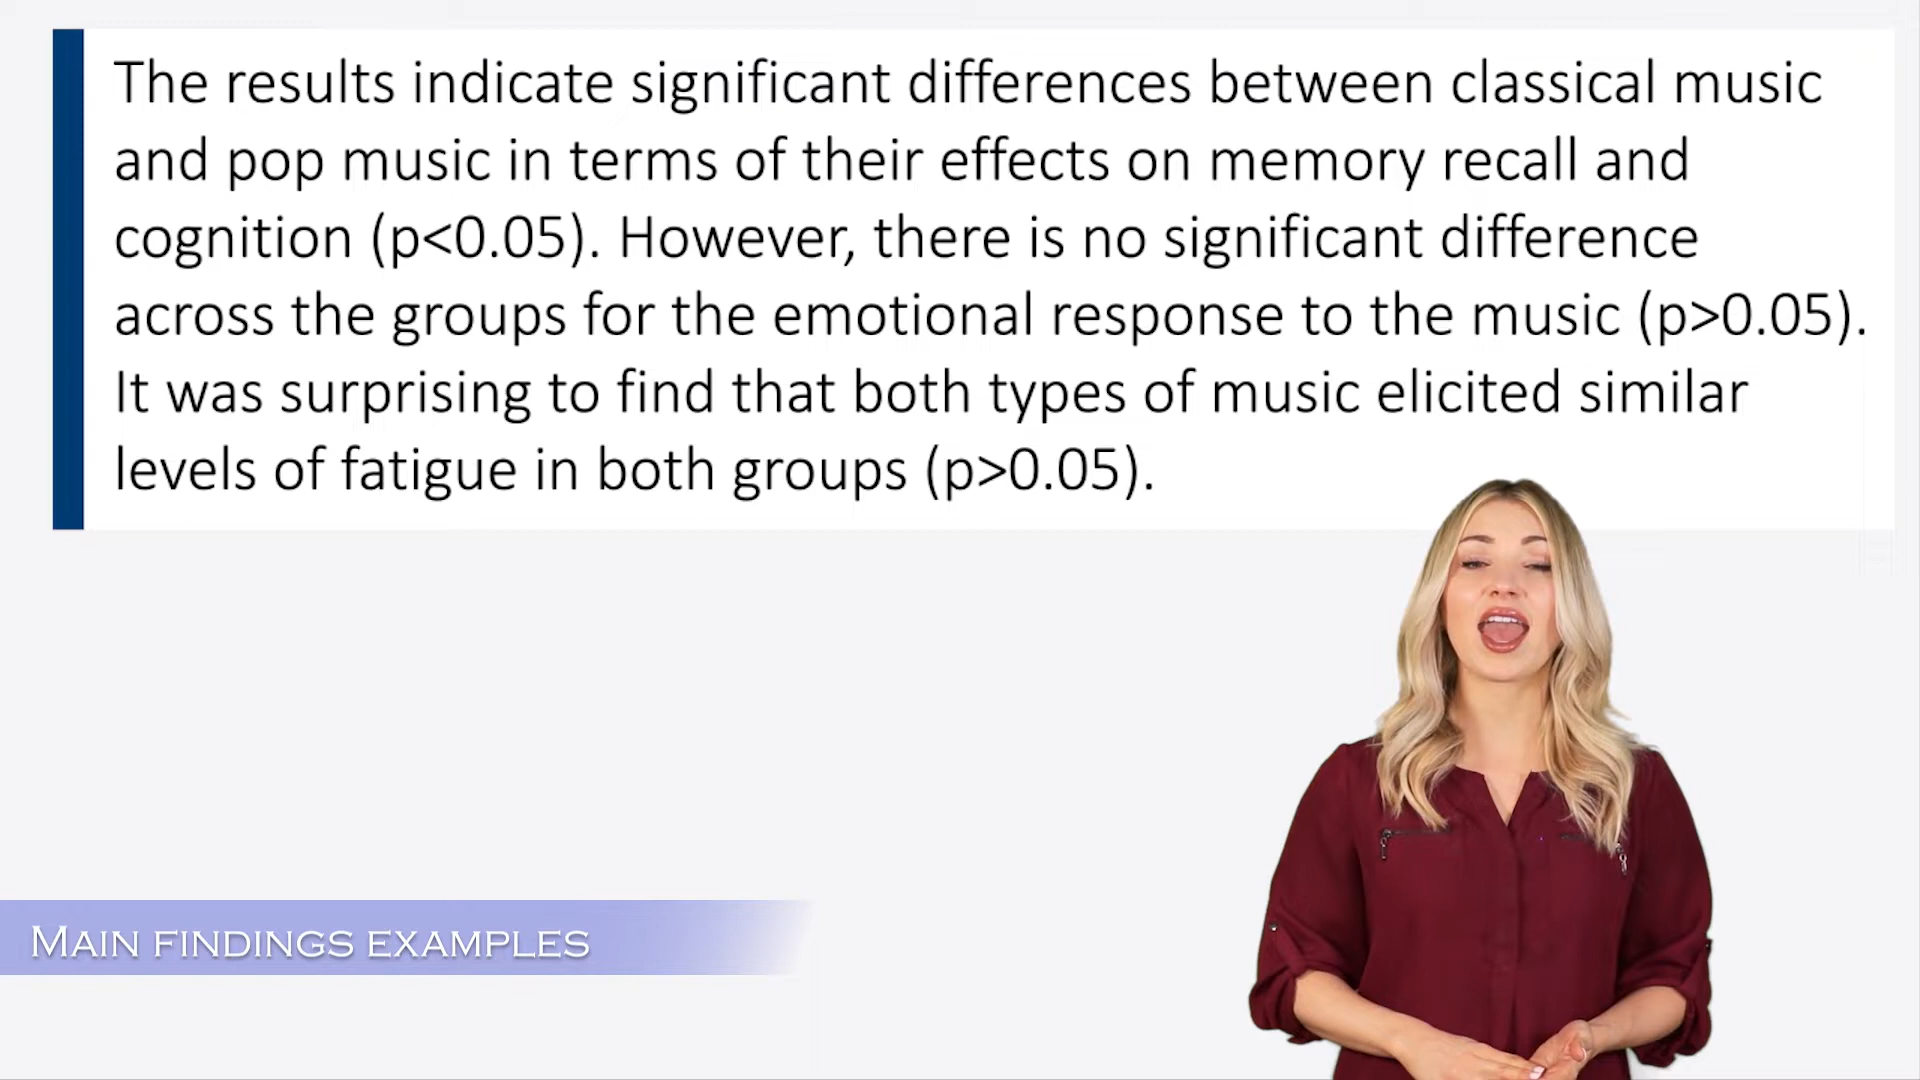 The results indicate significant differences between classical music
and pop music in terms of their effects on memory recall and
cognition (p<0.05). However, there is no significant difference
across the groups for the emotional response to the music (p>0.05).
It was surprising to find that both types of music elicited similar
levels of fatigue in both groups (p>0.05).
MAIN FINDINGS EXAMPLES